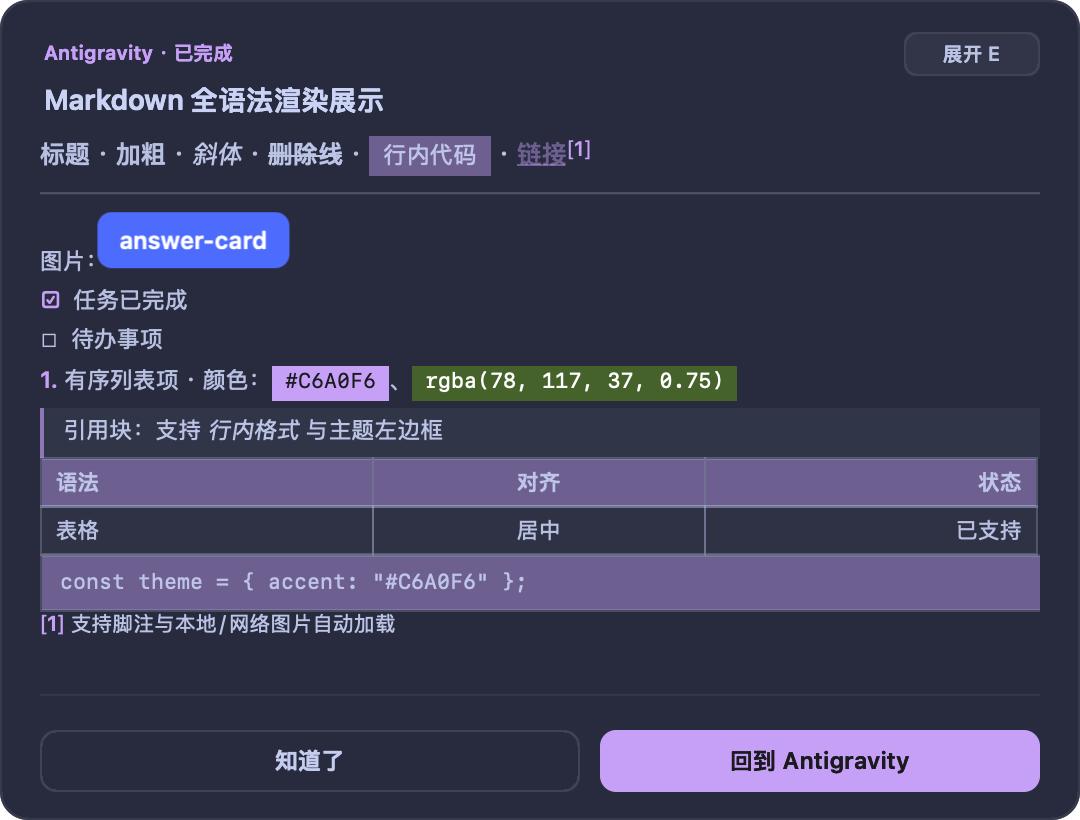 Antigravity · 已完成
展开 E
Markdown 全语法渲染展示
标题 · 加粗 · 斜体 · 删除线 · 行内代码 · 链接[1]
answer-card
图片：
任务已完成
待办事项
1. 有序列表项 · 颜色： #C6A0F6 、 rgba(78, 117, 37, 0.75)
引用块：支持 行内格式 与主题左边框
语法 对齐 状态
表格 居中 已支持
const theme = { accent: "#C6A0F6" };
[1] 支持脚注与本地/网络图片自动加载
知道了
回到 Antigravity